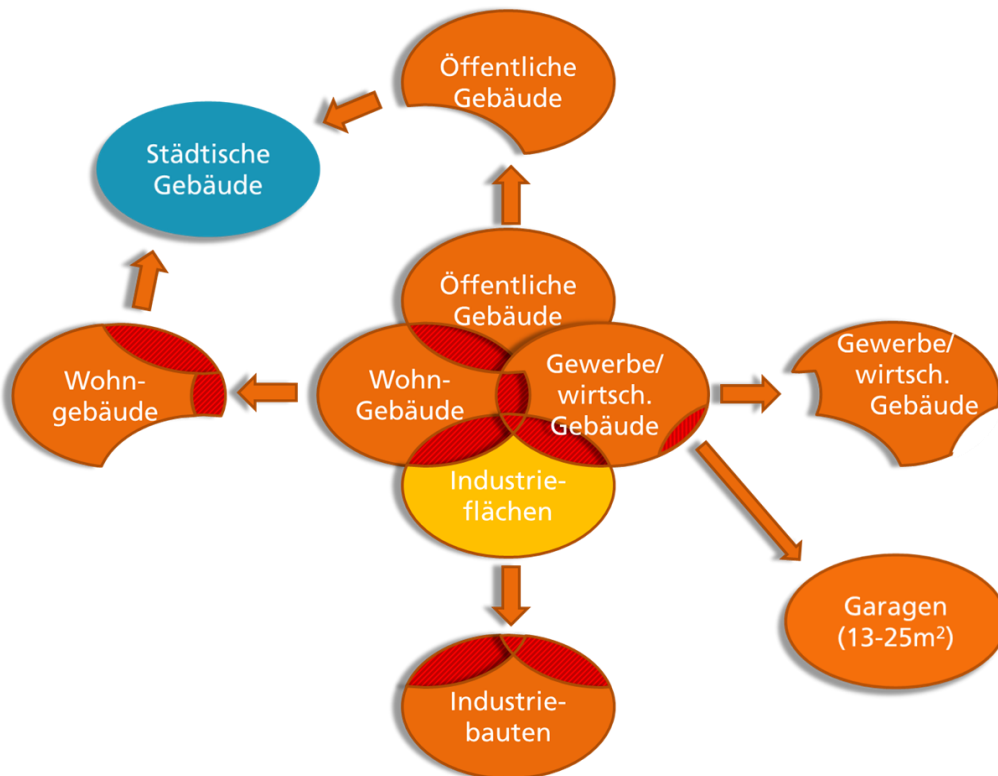 Öffentliche
Gebäude
Städtische
Gebäude
Öffentliche
Gebäude
Wohn-
gebäude
Wohn-
Gebäude
Gewerbe/
wirtsch.
Gebäude
Gewerbe/
wirtsch.
Gebäude
Industrie-
flächen
Garagen
(13-25m²)
Industrie-
bauten